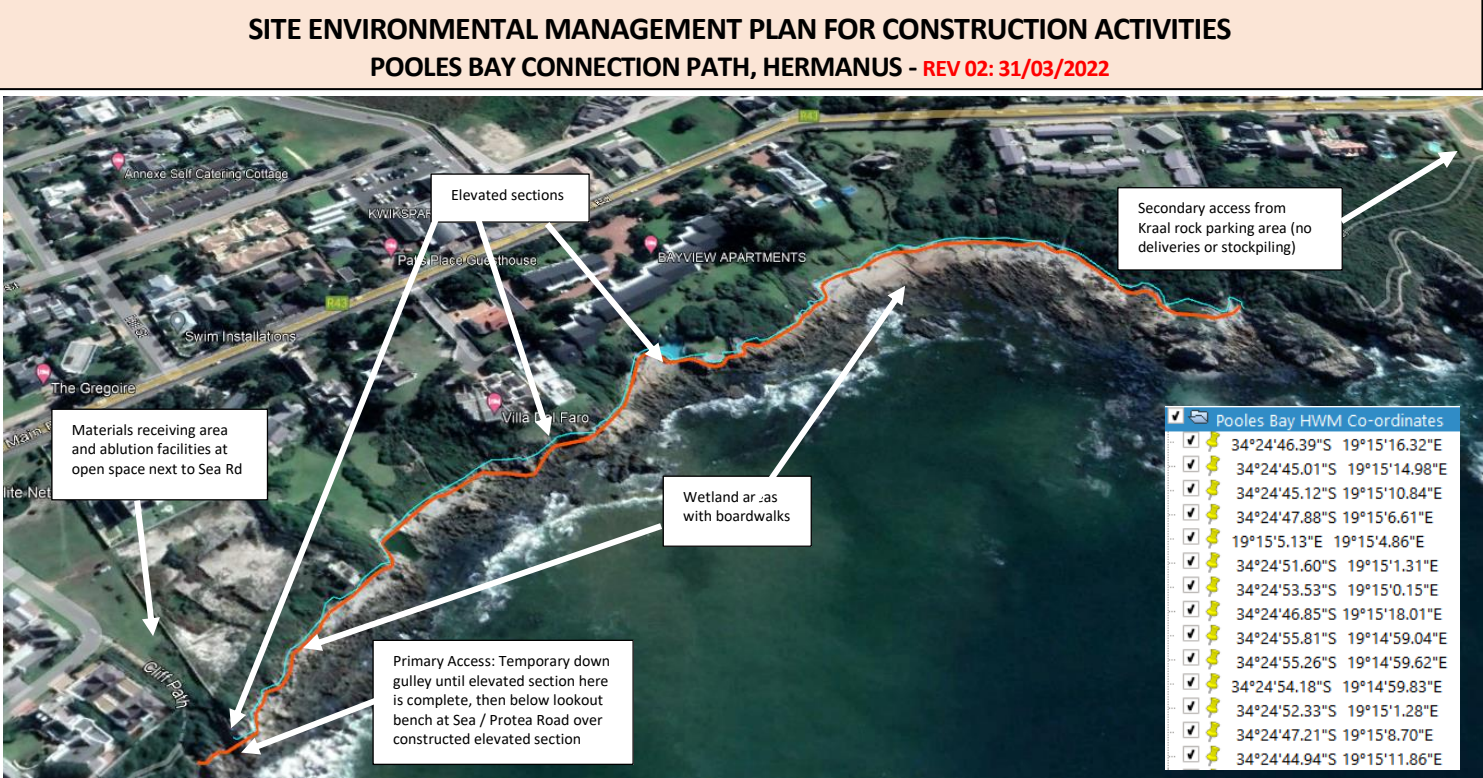 SITE ENVIRONMENTAL MANAGEMENT PLAN FOR CONSTRUCTION ACTIVITIES
POOLES BAY CONNECTION PATH, HERMANUS - REV 02: 31/03/2022
R43
Annexe Self Catering Cottage
Elevated sections
KWIKSPAR
Secondary access from
Kraal rock parking area (no
deliveries or stockpiling)
Pat's Place Guesthouse
BAYVIEW APARTMENTS
R43
Swim Installations
The Gregoire
Villa Del Faro
Main
Materials receiving area
and ablution facilities at
open space next to Sea Rd
Wetland areas
with boardwalks
Cliff Path
Primary Access: Temporary down
gulley until elevated section here
is complete, then below lookout
bench at Sea / Protea Road over
constructed elevated section
Pooles Bay HWM Co-ordinates
34°24'46.39"S 19°15'16.32"E
34°24'45.01"S 19°15'14.98"E
34°24'45.12"S 19°15'10.84"E
34°24'47.88"S 19°15'6.61"E
19°15'5.13"E 19°15'4.86"E
34°24'51.60"S 19°15'1.31"E
34°24'53.53"S 19°15'0.15"E
34°24'46.85"S 19°15'18.01"E
34°24'55.81"S 19°14'59.04"E
34°24'55.26"S 19°14'59.62"E
34°24'54.18"S 19°14'59.83"E
34°24'52.33"S 19°15'1.28"E
34°24'47.21"S 19°15'8.70"E
34°24'44.94"S 19°15'11.86"E